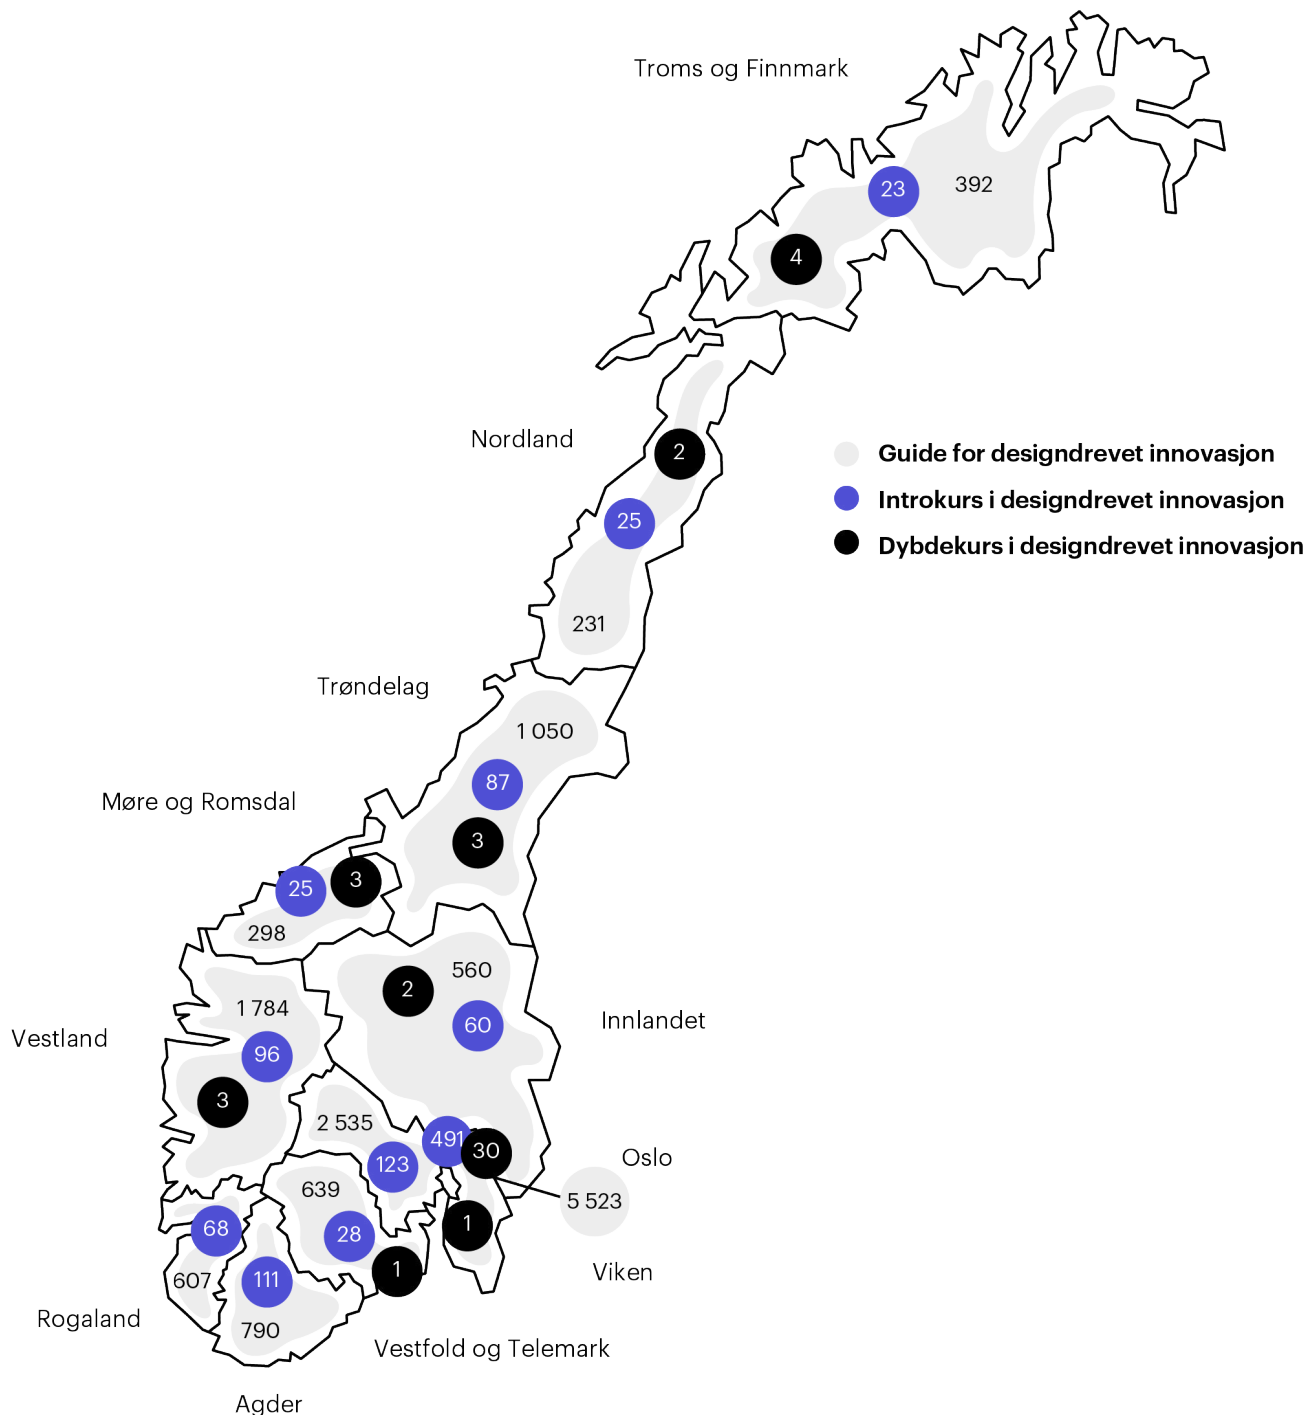 Troms og Finnmark
23
392
4
Nordland
2
25
231
Guide for designdrevet innovasjon
Introkurs i designdrevet innovasjon
Dybdekurs i designdrevet innovasjon
Trøndelag
1 050
87
3
Møre og Romsdal
25
3
298
Vestland
1 784
96
3
560
2
60
Innlandet
2 535
123
491
30
Oslo
5 523
639
28
1
1
Viken
68
607
Rogaland
111
790
Vestfold og Telemark
Agder